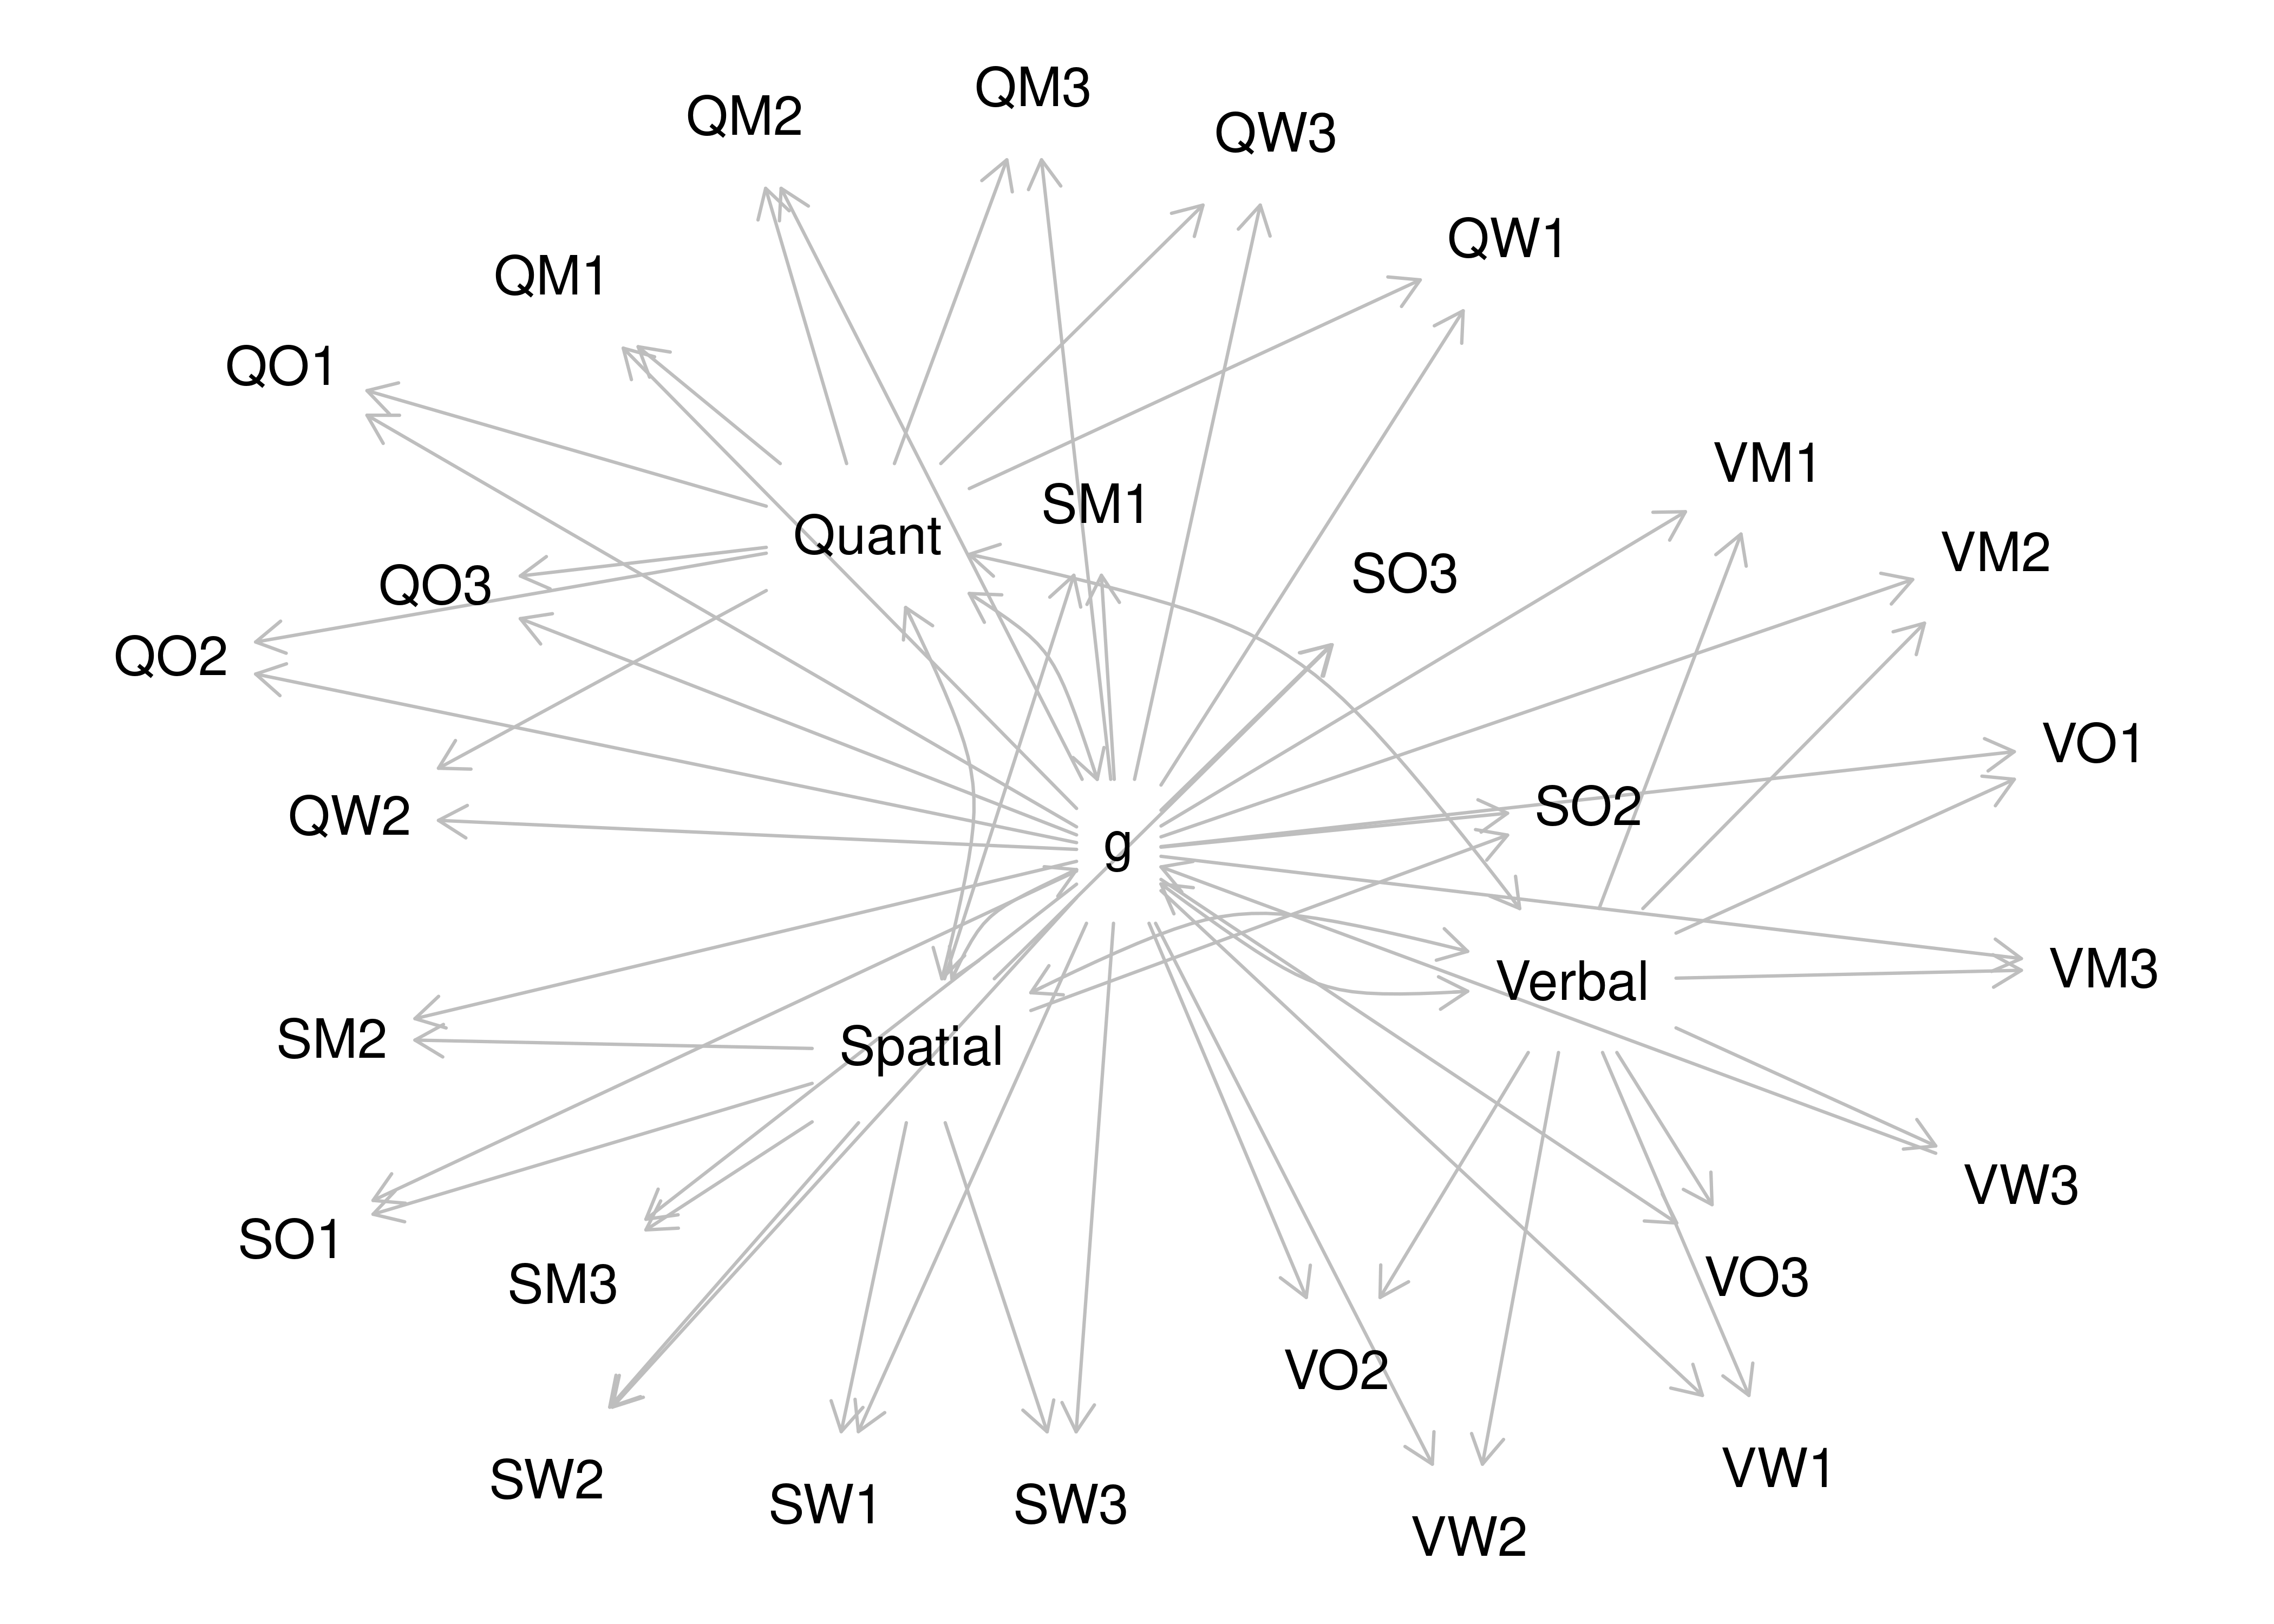 QM3
QM2
QW3
QW1
QM1
QO1
VM1
SM1
Quant
VM2
SO3
QO3
QO2
VO1
SO2
QW2
g
VM3
Verbal
SM2
Spatial
VW3
SO1
VO3
SM3
VO2
VW1
SW2
SW1
SW3
VW2